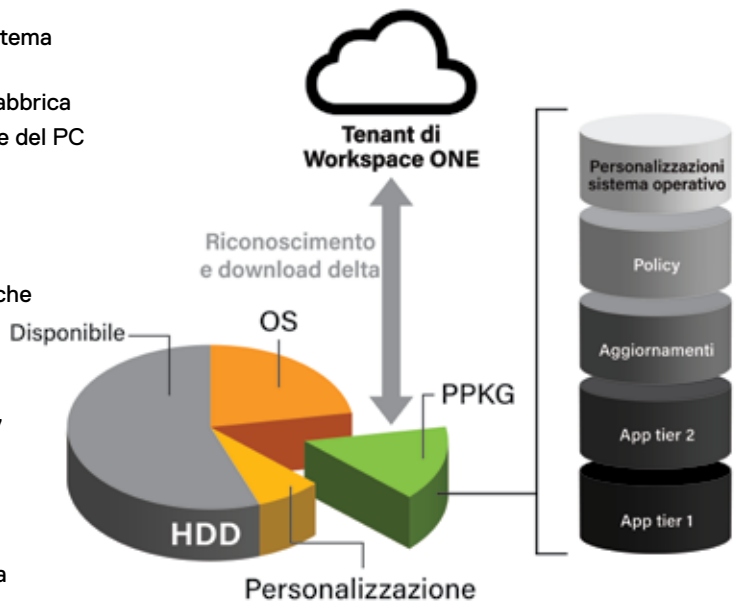 tema
abbrica
e del PC
che
a
Tenant di
Workspace ONE
Riconoscimento
e download delta
Disponibile
OS
PPKG
HDD
Personalizzazione
Personalizzazioni
sistema operativo
Policy
Aggiornamenti
App tier 2
App tier 1